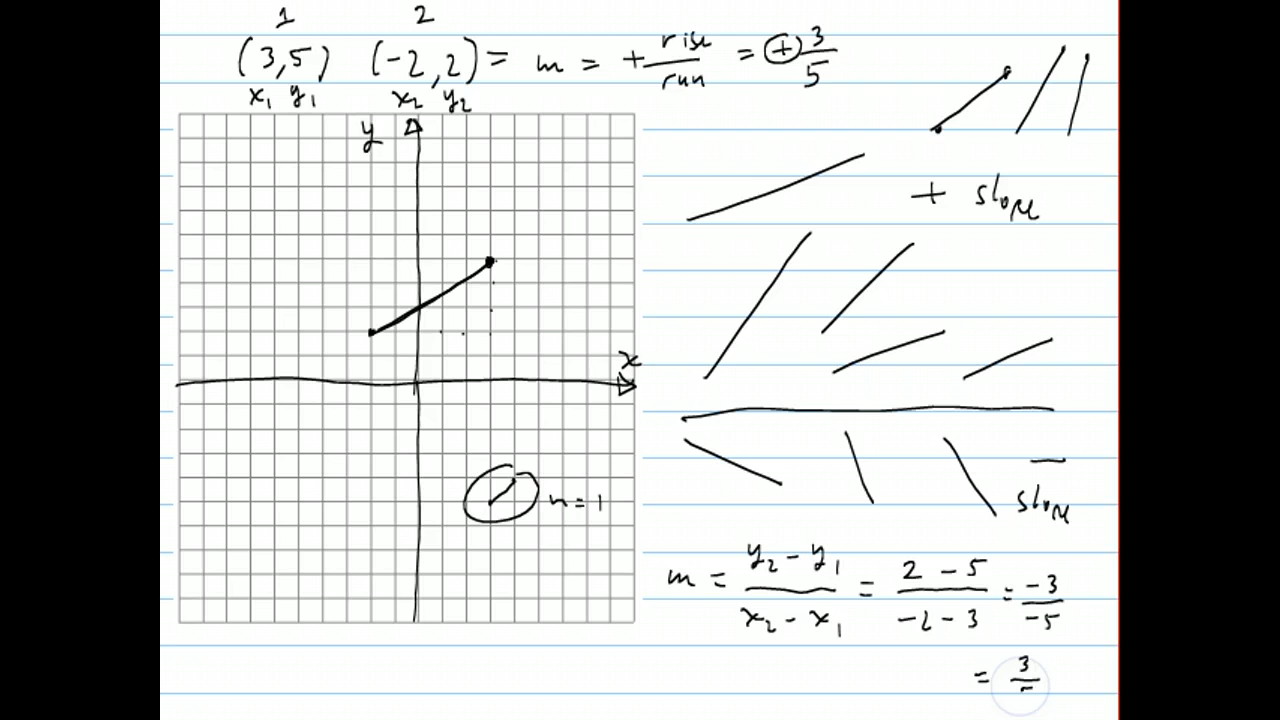 1 2
(3,5) (-2,2) = m = + rise/run = + 3/5
x₁ y₁ x₂ y₂
y
+ slope
x
n = 1
— slope
m = y₂ - y₁/x₂ - x₁ = 2 - 5/-2 - 3 = -3/-5
= 3/